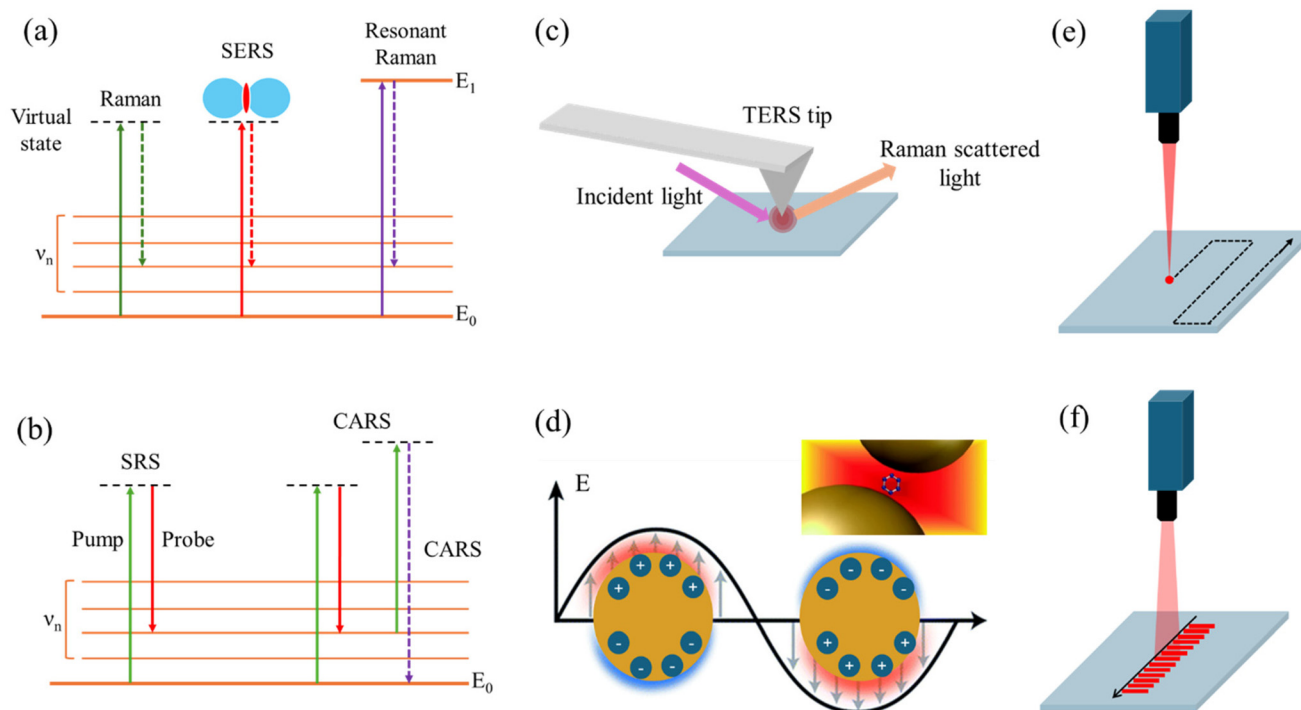 (a)
SERS
Resonant
Raman
Raman
E₁
Virtual
state
νₙ
E₀
(b)
CARS
SRS
Pump
Probe
CARS
νₙ
E₀
(c)
TERS tip
Incident light
Raman scattered
light
(d)
E
+ + + +
- - - -
- - - -
+ + + +
(e)
(f)